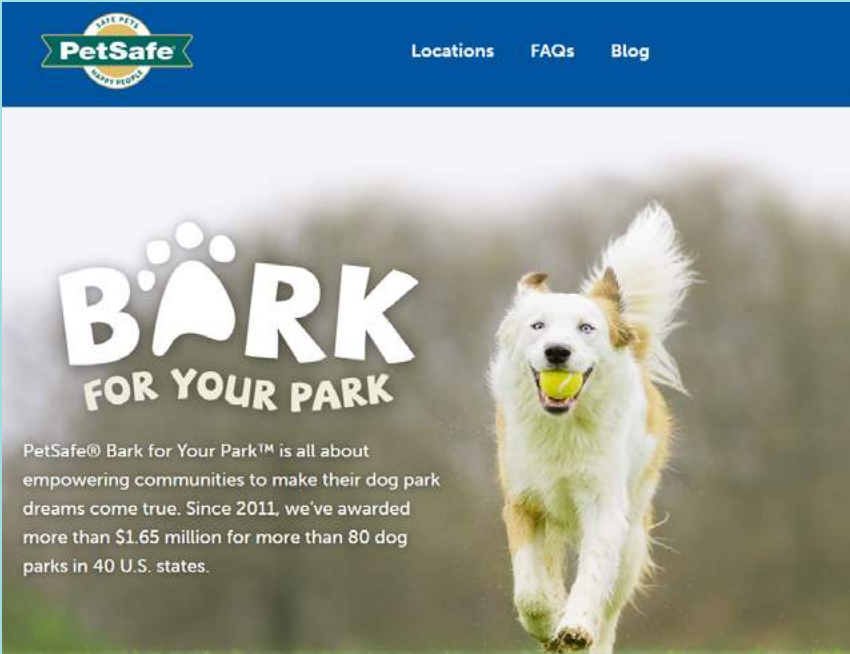 SAFE PETS
PetSafe®
HAPPY PEOPLE
Locations FAQs Blog
BARK
FOR YOUR PARK
PetSafe® Bark for Your Park™ is all about
empowering communities to make their dog park
dreams come true. Since 2011, we've awarded
more than $1.65 million for more than 80 dog
parks in 40 U.S. states.